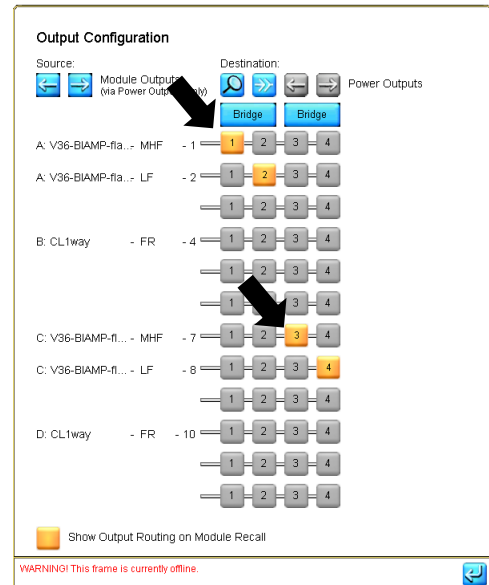 Output Configuration
Source:
Destination:
Module Outputs
(via Power Outp
nly)
Power Outputs
Bridge Bridge
A: V36-BIAMP-fla...- MHF - 1 1 2 3 4
A: V36-BIAMP-fla...- LF - 2 1 2 3 4
1 2 3 4
B: CL1way - FR - 4 1 2 3 4
1 2 3 4
1 2 3 4
C: V36-BIAMP-fl... - MHF - 7 1 2 3 4
C: V36-BIAMP-fl... - LF - 8 1 2 3 4
1 2 3 4
D: CL1way - FR - 10 1 2 3 4
1 2 3 4
1 2 3 4
Show Output Routing on Module Recall
WARNING! This frame is currently offline.